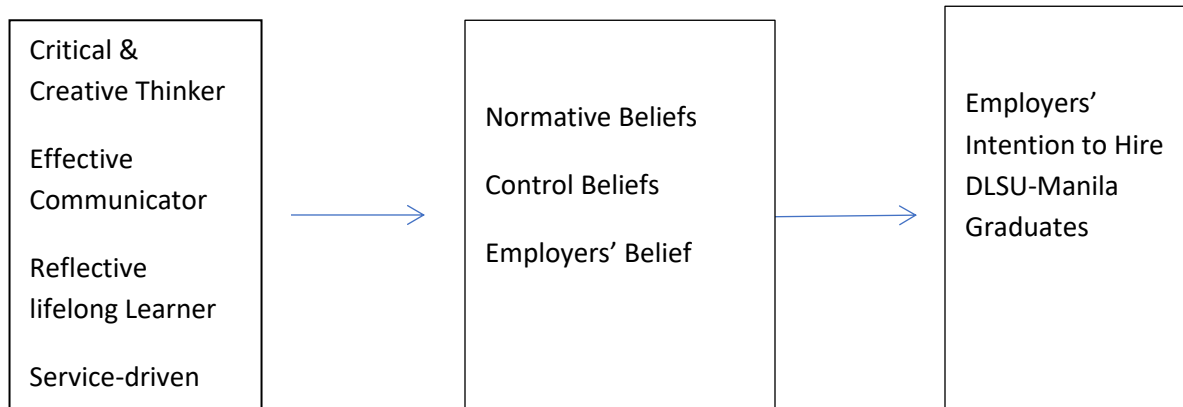 Critical &
Creative Thinker
Effective
Communicator
Reflective
lifelong Learner
Service-driven
Normative Beliefs
Control Beliefs
Employers’ Belief
Employers’
Intention to Hire
DLSU-Manila
Graduates